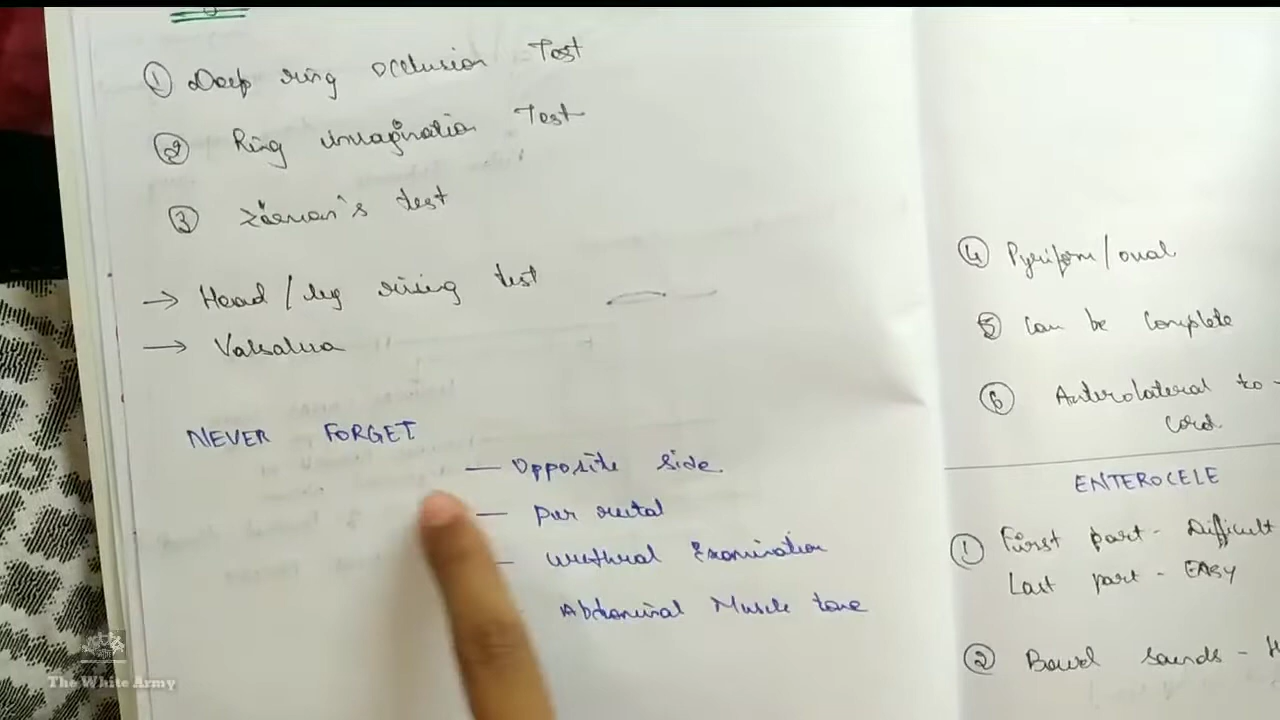 ① Deep ring occlusion Test
② Ring invagination Test
③ Zieman's test
→ Head / leg rising test
→ Valsalva
NEVER FORGET
— Opposite side
— per rectal
— urethral Examination
Abdominal Muscle tone
④ Pyriform / oval
⑤ Can be Complete
⑥ Anterolateral to
cord
ENTEROCELE
① First part - Difficult
Last part - EASY
② Bowel sounds - H
The White Army